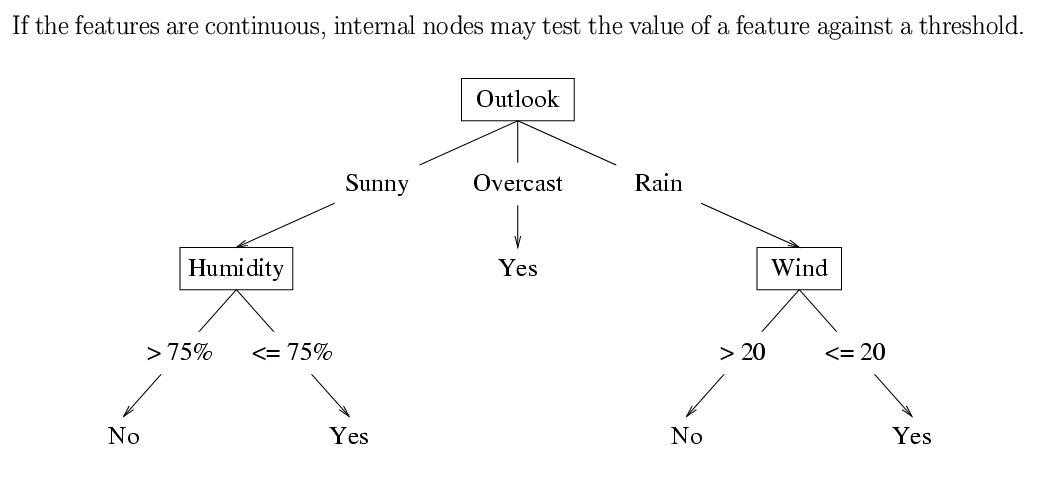 If the features are continuous, internal nodes may test the value of a feature against a threshold.
Outlook
Sunny Overcast Rain
Humidity Yes Wind
> 75% <= 75% > 20 <= 20
No Yes No Yes